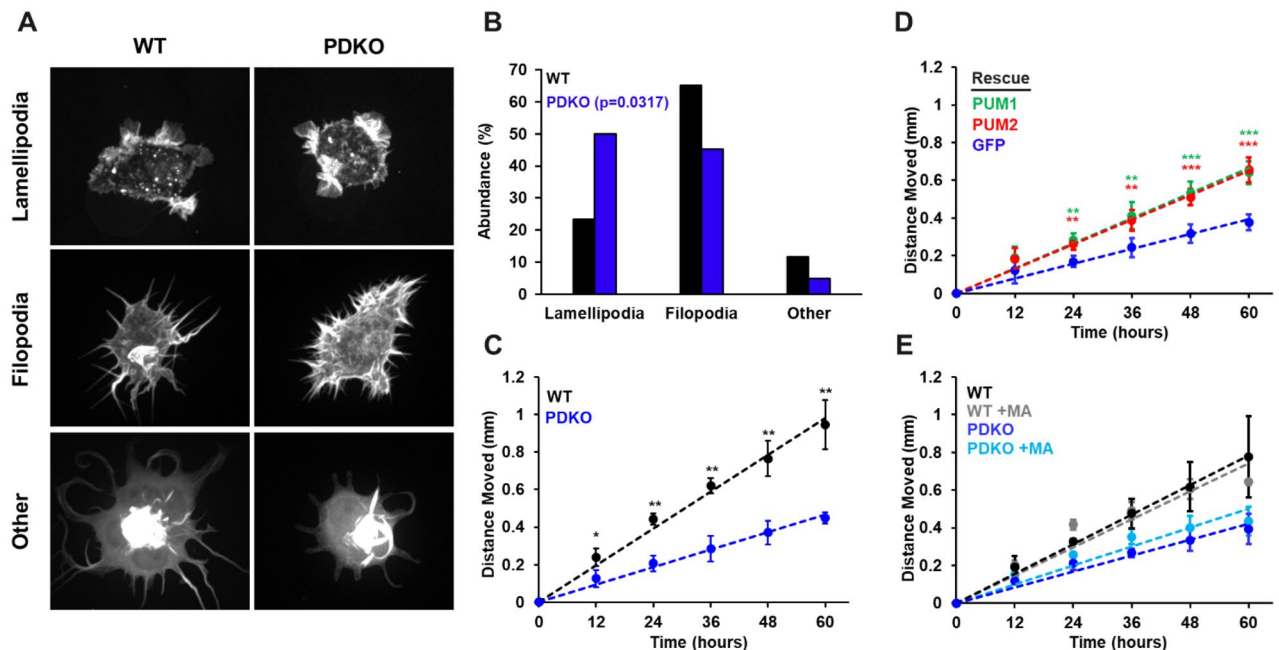 A
WT
PDKO
Lamellipodia
Filopodia
Other
B
WT
PDKO (p=0.0317)
Abundance (%)
70
60
50
40
30
20
10
0
Lamellipodia
Filopodia
Other
C
WT
PDKO
Distance Moved (mm)
1.2
1
0.8
0.6
0.4
0.2
0
*
**
**
**
**
0
12
24
36
48
60
Time (hours)
D
Rescue
PUM1
PUM2
GFP
Distance Moved (mm)
1.2
1
0.8
0.6
0.4
0.2
0
**
**
**
**
***
***
***
***
0
12
24
36
48
60
Time (hours)
E
WT
WT +MA
PDKO
PDKO +MA
Distance Moved (mm)
1.2
1
0.8
0.6
0.4
0.2
0
0
12
24
36
48
60
Time (hours)